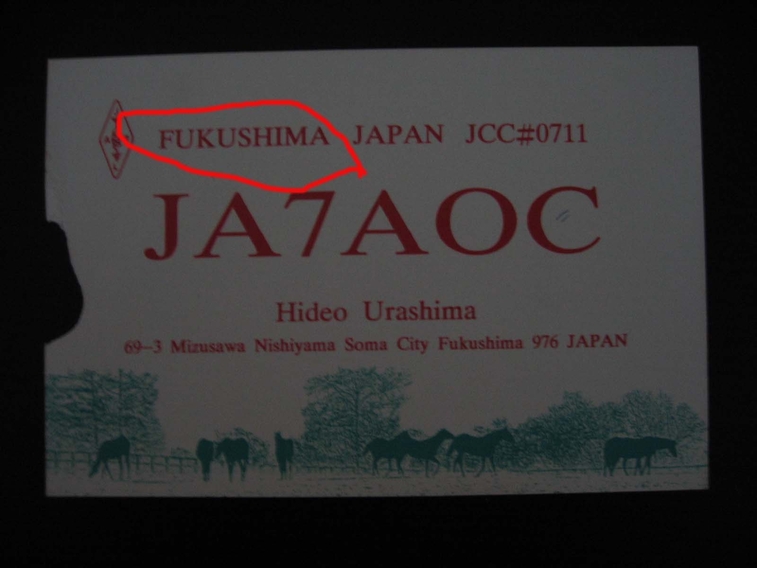 FUKUSHIMA JAPAN JCC#0711
JA7AOC
Hideo Urashima
69-3 Mizusawa Nishiyama Soma City Fukushima 976 JAPAN